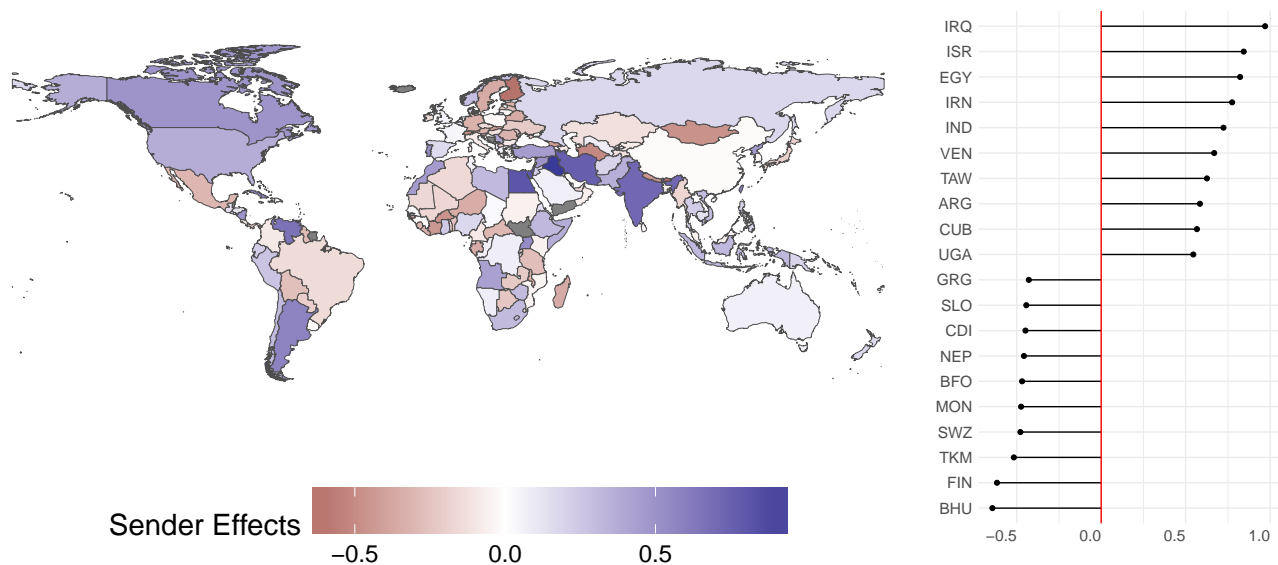 IRQ
ISR
EGY
IRN
IND
VEN
TAW
ARG
CUB
UGA
GRG
SLO
CDI
NEP
BFO
MON
SWZ
TKM
FIN
BHU
−0.5 0.0 0.5 1.0
Sender Effects
−0.5 0.0 0.5